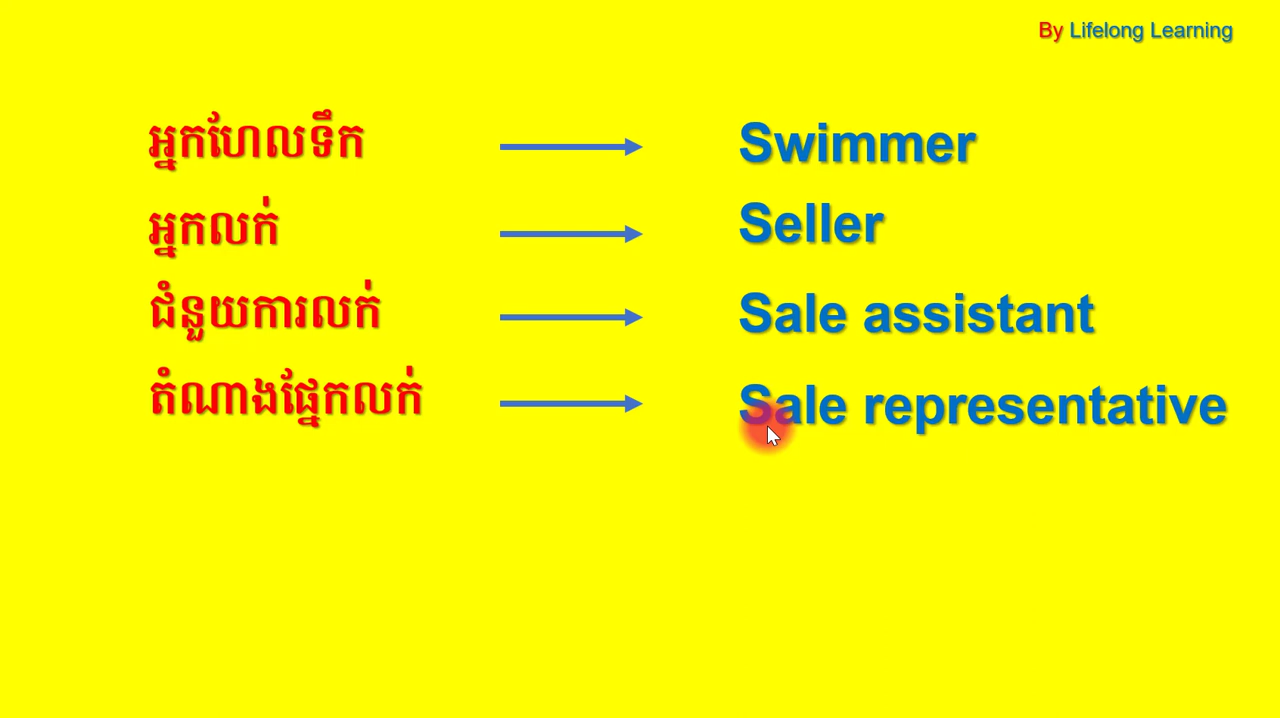 By Lifelong Learning
អ្នកហែលទឹក Swimmer
អ្នកលក់ Seller
ជំនួយការលក់ Sale assistant
តំណាងផ្នែកលក់ Sale representative